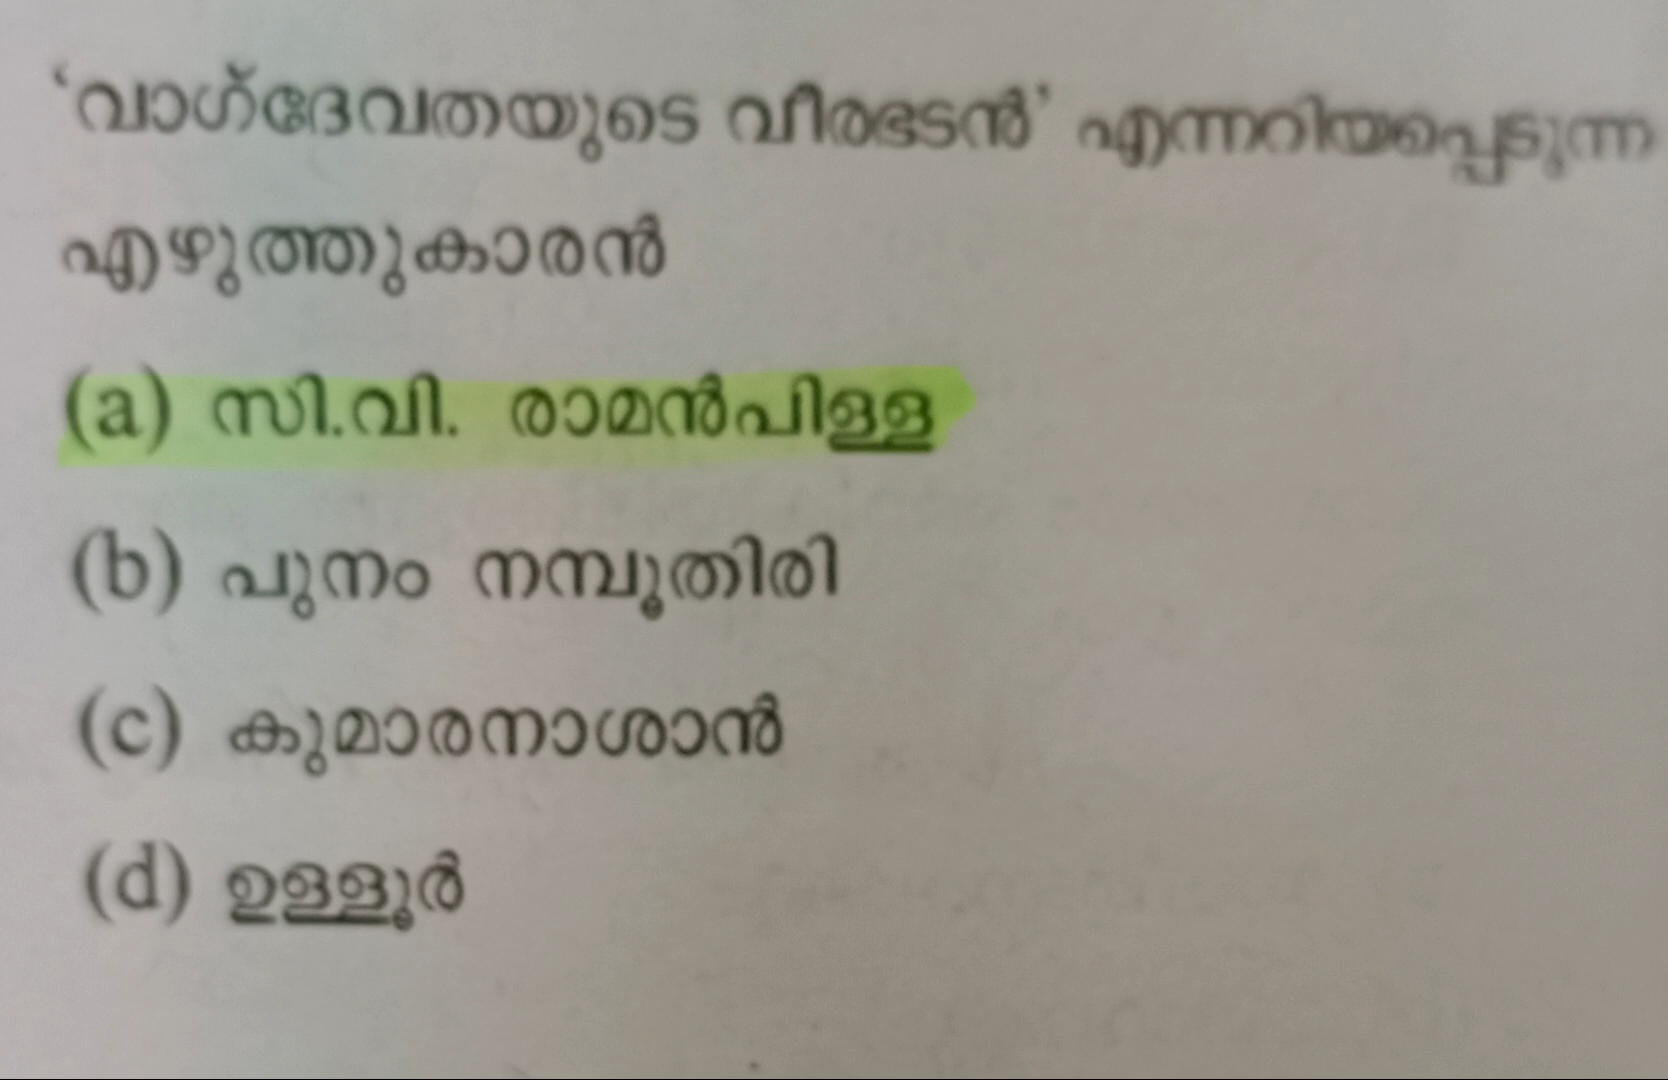 ‘വാഗ്ദേവതയുടെ വീരഭടൻ’ എന്നറിയപ്പെടുന്ന
എഴുത്തുകാരൻ
(a) സി.വി. രാമൻപിള്ള
(b) പുനം നമ്പൂതിരി
(c) കുമാരനാശാൻ
(d) ഉള്ളൂർ